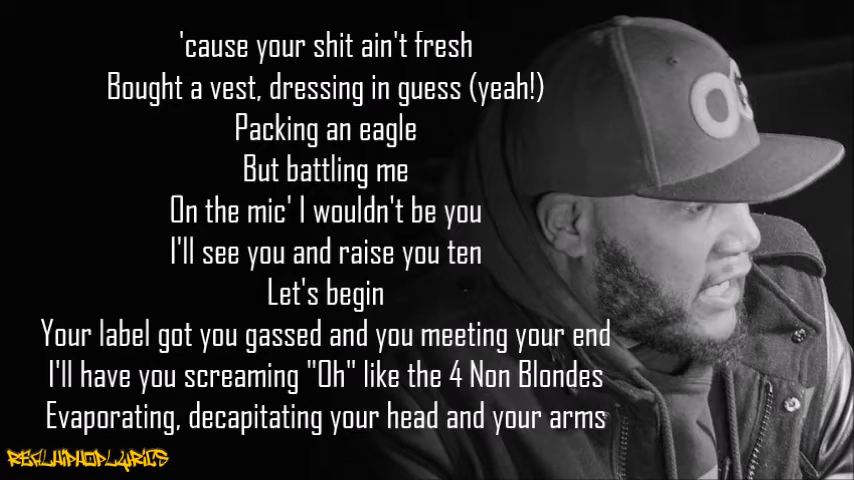 'cause your shit ain't fresh
Bought a vest, dressing in guess (yeah!)
Packing an eagle
But battling me
On the mic' I wouldn't be you
I'll see you and raise you ten
Let's begin
Your label got you gassed and you meeting your end
I'll have you screaming "Oh" like the 4 Non Blondes
Evaporating, decapitating your head and your arms
REALHIPHOPLYRICS